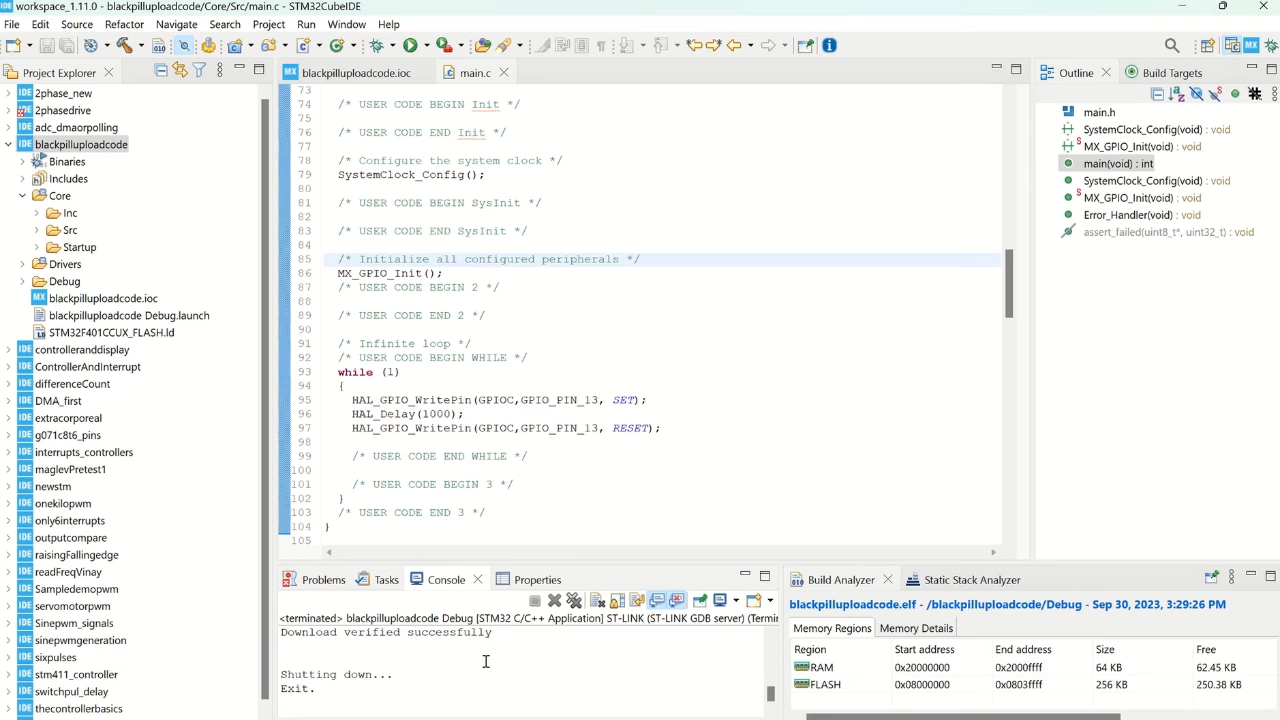 workspace_1.11.0 - blackpilluploadcode/Core/Src/main.c - STM32CubeIDE
File Edit Source Refactor Navigate Search Project Run Window Help
Project Explorer
2phase_new
2phasedrive
adc_dmaorpolling
blackpilluploadcode
Binaries
Includes
Core
Inc
Src
Startup
Drivers
Debug
blackpilluploadcode.ioc
blackpilluploadcode Debug.launch
STM32F401CCUX_FLASH.ld
controlleranddisplay
ControllerAndInterrupt
differenceCount
DMA_first
extracorporeal
g071c8t6_pins
interrupts_controllers
maglevPretest1
newstm
onekilopwm
only6interrupts
outputcompare
raisingFallingedge
readFreqVinay
Sampledemostm
servomotorpwm
Sinepwm_signals
sinepwmgeneration
sixpulses
stm411_controller
switchpul_delay
thecontrollerbasics
blackpilluploadcode.ioc main.c
73
74 /* USER CODE BEGIN Init */
75
76 /* USER CODE END Init */
77
78 /* Configure the system clock */
79 SystemClock_Config();
80
81 /* USER CODE BEGIN SysInit */
82
83 /* USER CODE END SysInit */
84
85 /* Initialize all configured peripherals */
86 MX_GPIO_Init();
87 /* USER CODE BEGIN 2 */
88
89 /* USER CODE END 2 */
90
91 /* Infinite loop */
92 /* USER CODE BEGIN WHILE */
93 while (1)
94 {
95 HAL_GPIO_WritePin(GPIOC,GPIO_PIN_13, SET);
96 HAL_Delay(1000);
97 HAL_GPIO_WritePin(GPIOC,GPIO_PIN_13, RESET);
98
99 /* USER CODE END WHILE */
100
101 /* USER CODE BEGIN 3 */
102 }
103 /* USER CODE END 3 */
104 }
105
Outline Build Targets
main.h
SystemClock_Config(void) : void
MX_GPIO_Init(void) : void
main(void) : int
SystemClock_Config(void) : void
MX_GPIO_Init(void) : void
Error_Handler(void) : void
assert_failed(uint8_t*, uint32_t) : void
Problems Tasks Console Properties
<terminated> blackpilluploadcode Debug [STM32 C/C++ Application] ST-LINK (ST-LINK GDB server) (Termi
Download verified successfully
Shutting down...
Exit.
Build Analyzer Static Stack Analyzer
blackpilluploadcode.elf - /blackpilluploadcode/Debug - Sep 30, 2023, 3:29:26 PM
Memory Regions Memory Details
Region Start address End address Size Free
RAM 0x20000000 0x2000ffff 64 KB 62.45 KB
FLASH 0x08000000 0x0803ffff 256 KB 250.38 KB